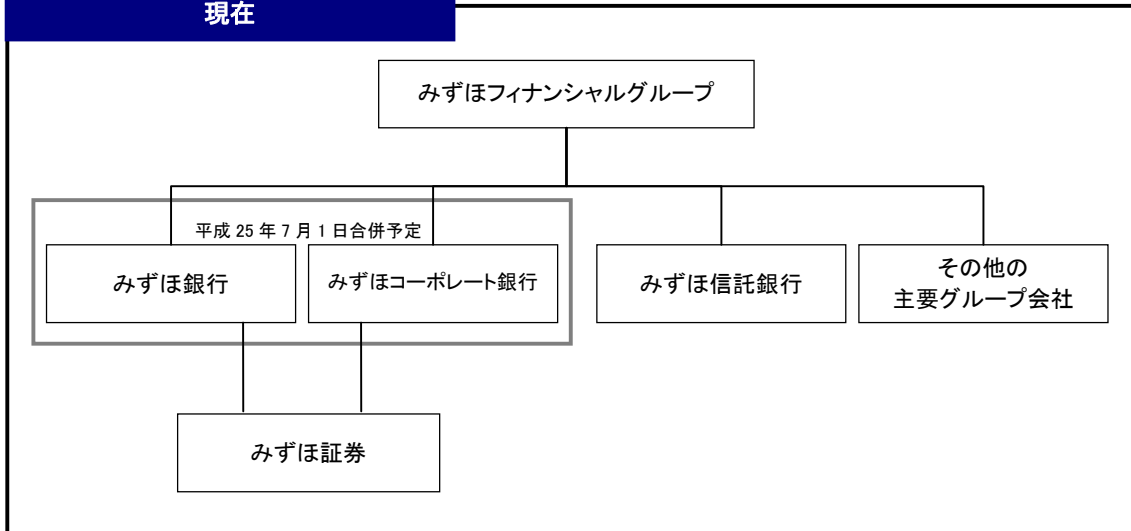 現在
みずほフィナンシャルグループ
平成 25 年 7 月 1 日合併予定
みずほ銀行
みずほコーポレート銀行
みずほ信託銀行
その他の
主要グループ会社
みずほ証券